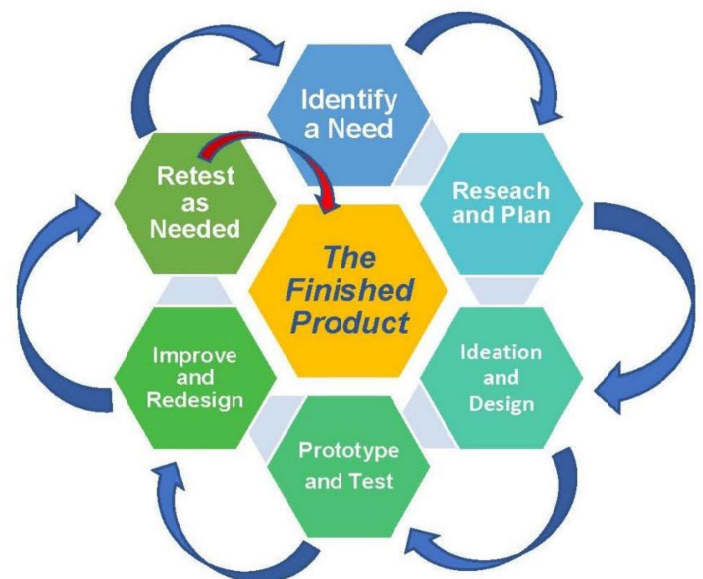 Identify
a Need
Reseach
and Plan
Ideation
and
Design
Prototype
and Test
Improve
and
Redesign
Retest
as
Needed
The
Finished
Product